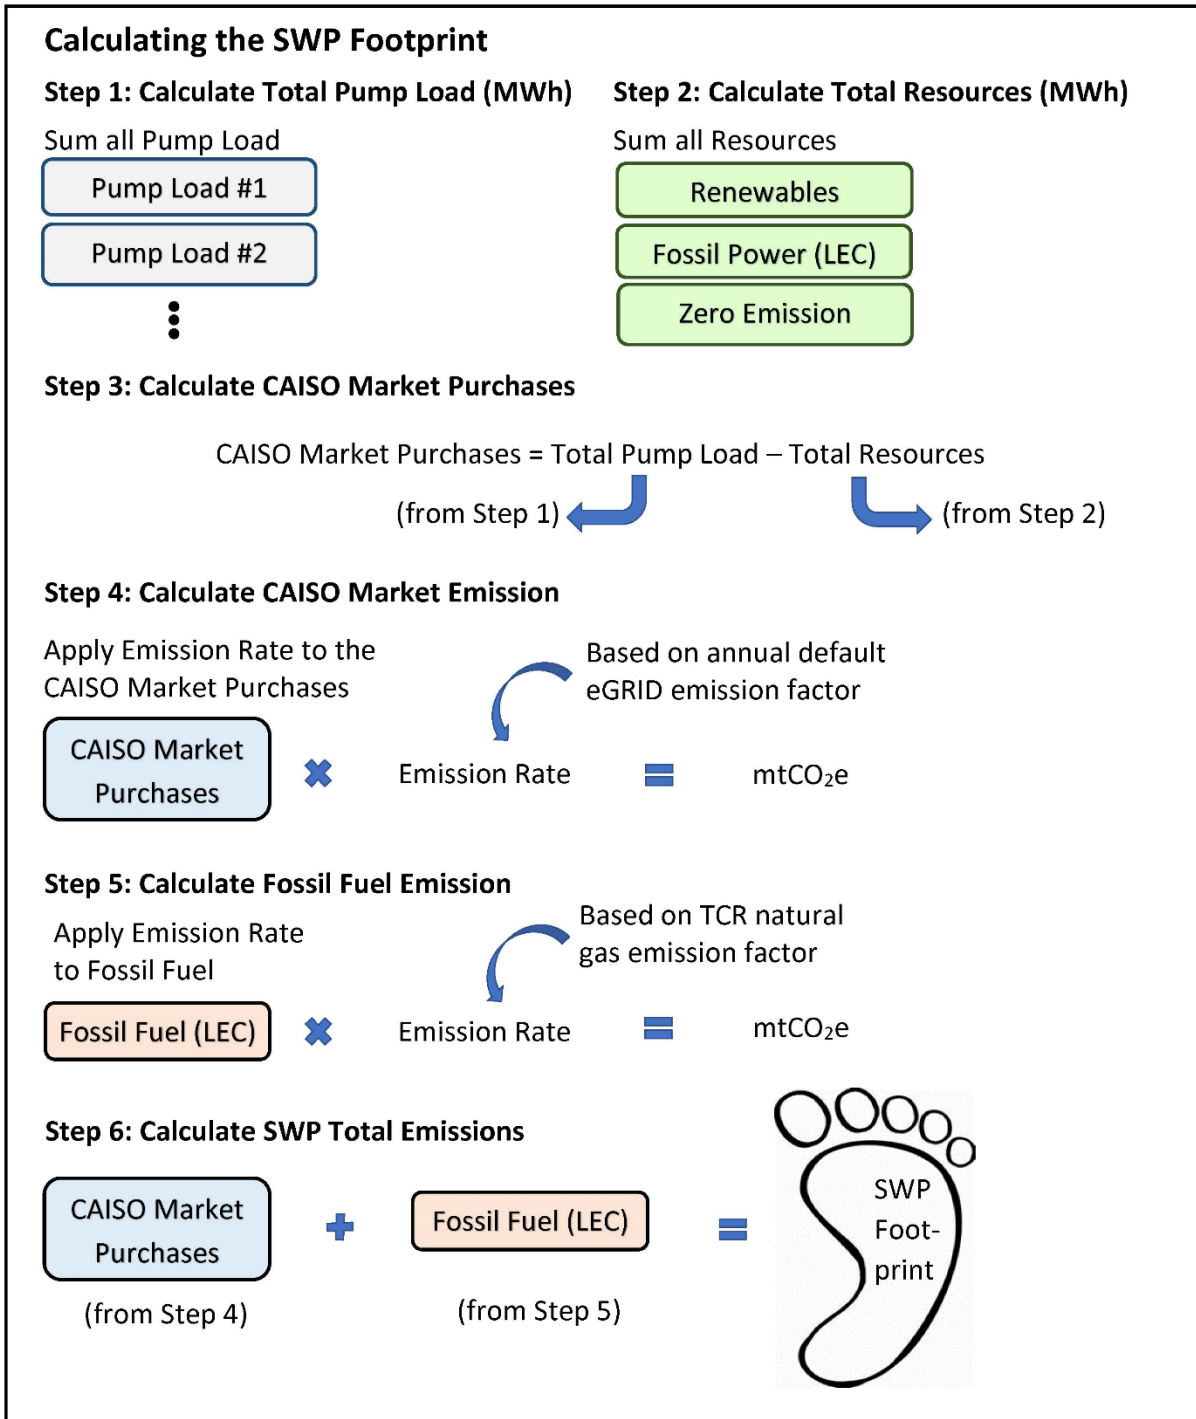 Calculating the SWP Footprint
Step 1: Calculate Total Pump Load (MWh)
Sum all Pump Load
Pump Load #1
Pump Load #2
Step 2: Calculate Total Resources (MWh)
Sum all Resources
Renewables
Fossil Power (LEC)
Zero Emission
Step 3: Calculate CAISO Market Purchases
CAISO Market Purchases = Total Pump Load – Total Resources
(from Step 1)
(from Step 2)
Step 4: Calculate CAISO Market Emission
Apply Emission Rate to the
CAISO Market Purchases
Based on annual default
eGRID emission factor
CAISO Market
Purchases
Emission Rate
mtCO₂e
Step 5: Calculate Fossil Fuel Emission
Apply Emission Rate
to Fossil Fuel
Based on TCR natural
gas emission factor
Fossil Fuel (LEC)
Emission Rate
mtCO₂e
Step 6: Calculate SWP Total Emissions
CAISO Market
Purchases
(from Step 4)
Fossil Fuel (LEC)
(from Step 5)
SWP
Foot-
print